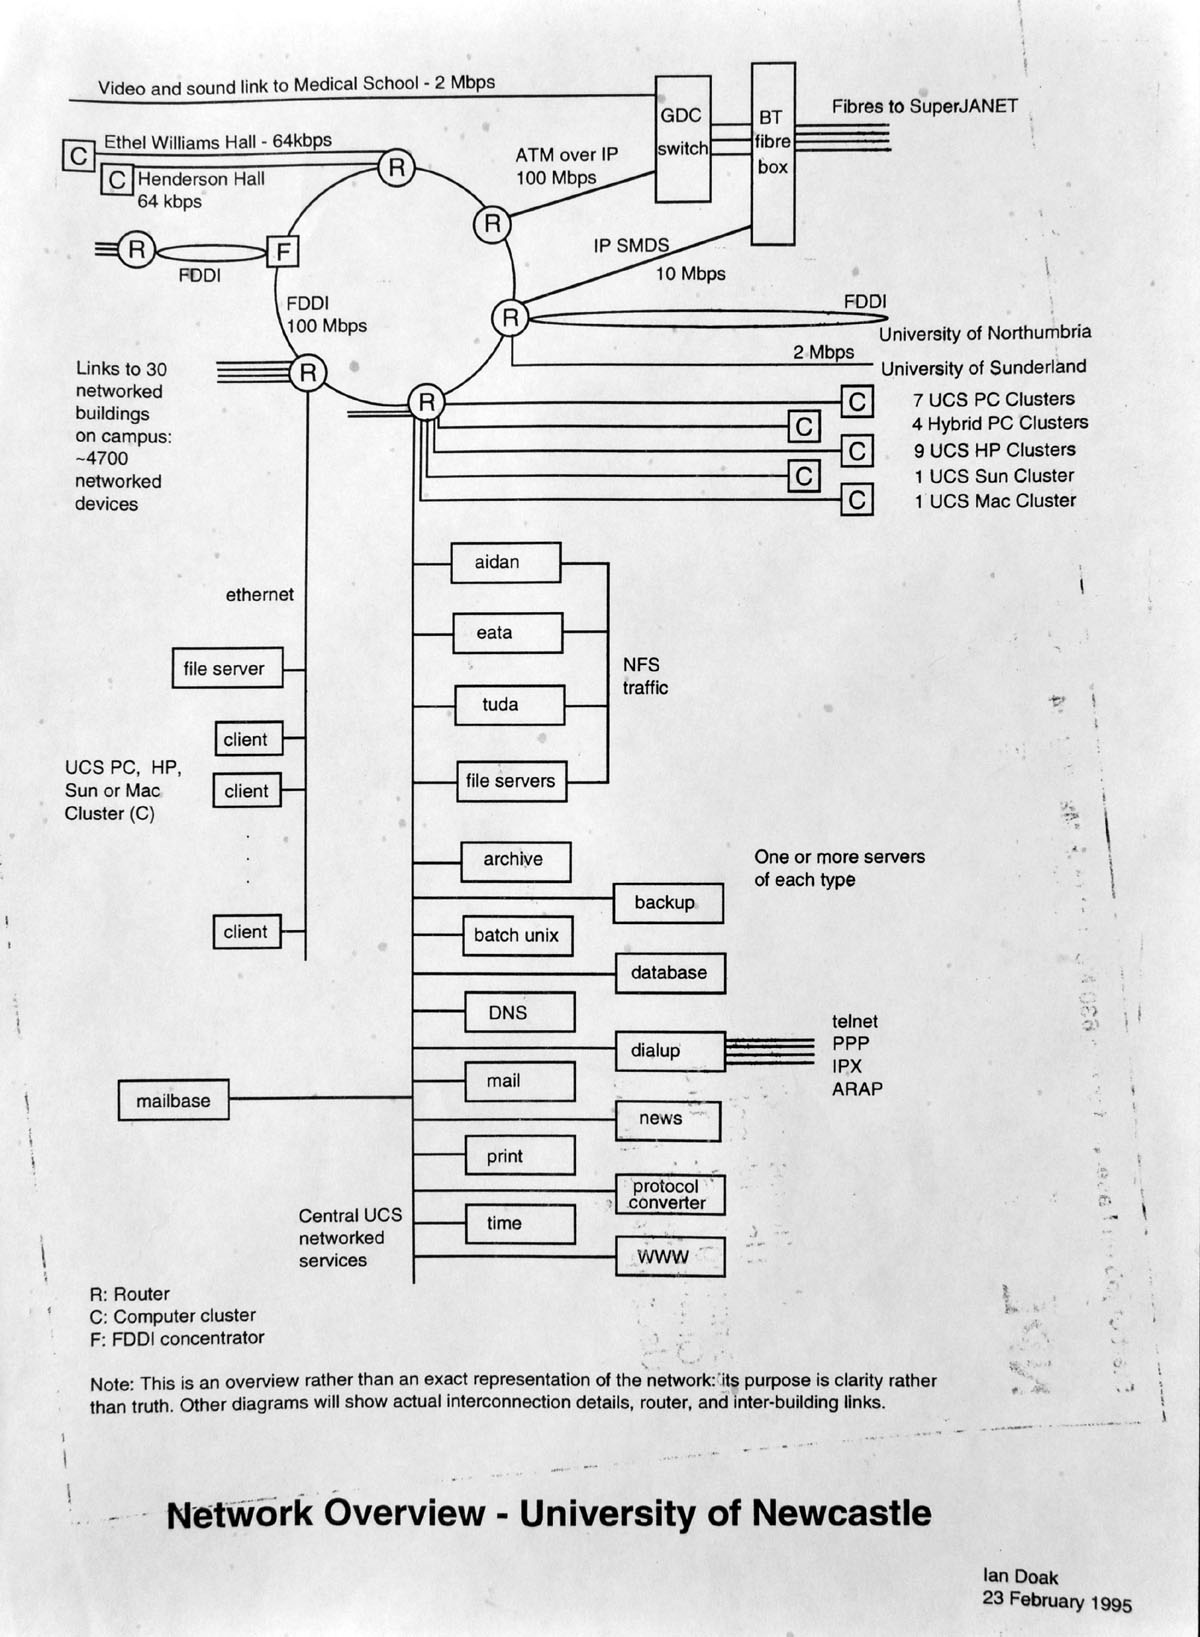 Video and sound link to Medical School - 2 Mbps
GDC
switch
BT
fibre
box
Fibres to SuperJANET
C
Ethel Williams Hall - 64kbps
C
Henderson Hall
64 kbps
R
ATM over IP
100 Mbps
R
R
FDDI
F
IP SMDS
10 Mbps
FDDI
100 Mbps
R
FDDI
University of Northumbria
2 Mbps
University of Sunderland
Links to 30
networked
buildings
on campus:
~4700
networked
devices
R
R
C
7 UCS PC Clusters
C
4 Hybrid PC Clusters
C
9 UCS HP Clusters
C
1 UCS Sun Cluster
C
1 UCS Mac Cluster
ethernet
file server
client
UCS PC, HP,
Sun or Mac
Cluster (C)
client
client
aidan
eata
tuda
file servers
NFS
traffic
archive
One or more servers
of each type
backup
batch unix
database
DNS
dialup
telnet
PPP
IPX
ARAP
mail
mailbase
news
print
protocol
converter
time
WWW
Central UCS
networked
services
R: Router
C: Computer cluster
F: FDDI concentrator
Note: This is an overview rather than an exact representation of the network: its purpose is clarity rather
than truth. Other diagrams will show actual interconnection details, router, and inter-building links.
Network Overview - University of Newcastle
Ian Doak
23 February 1995